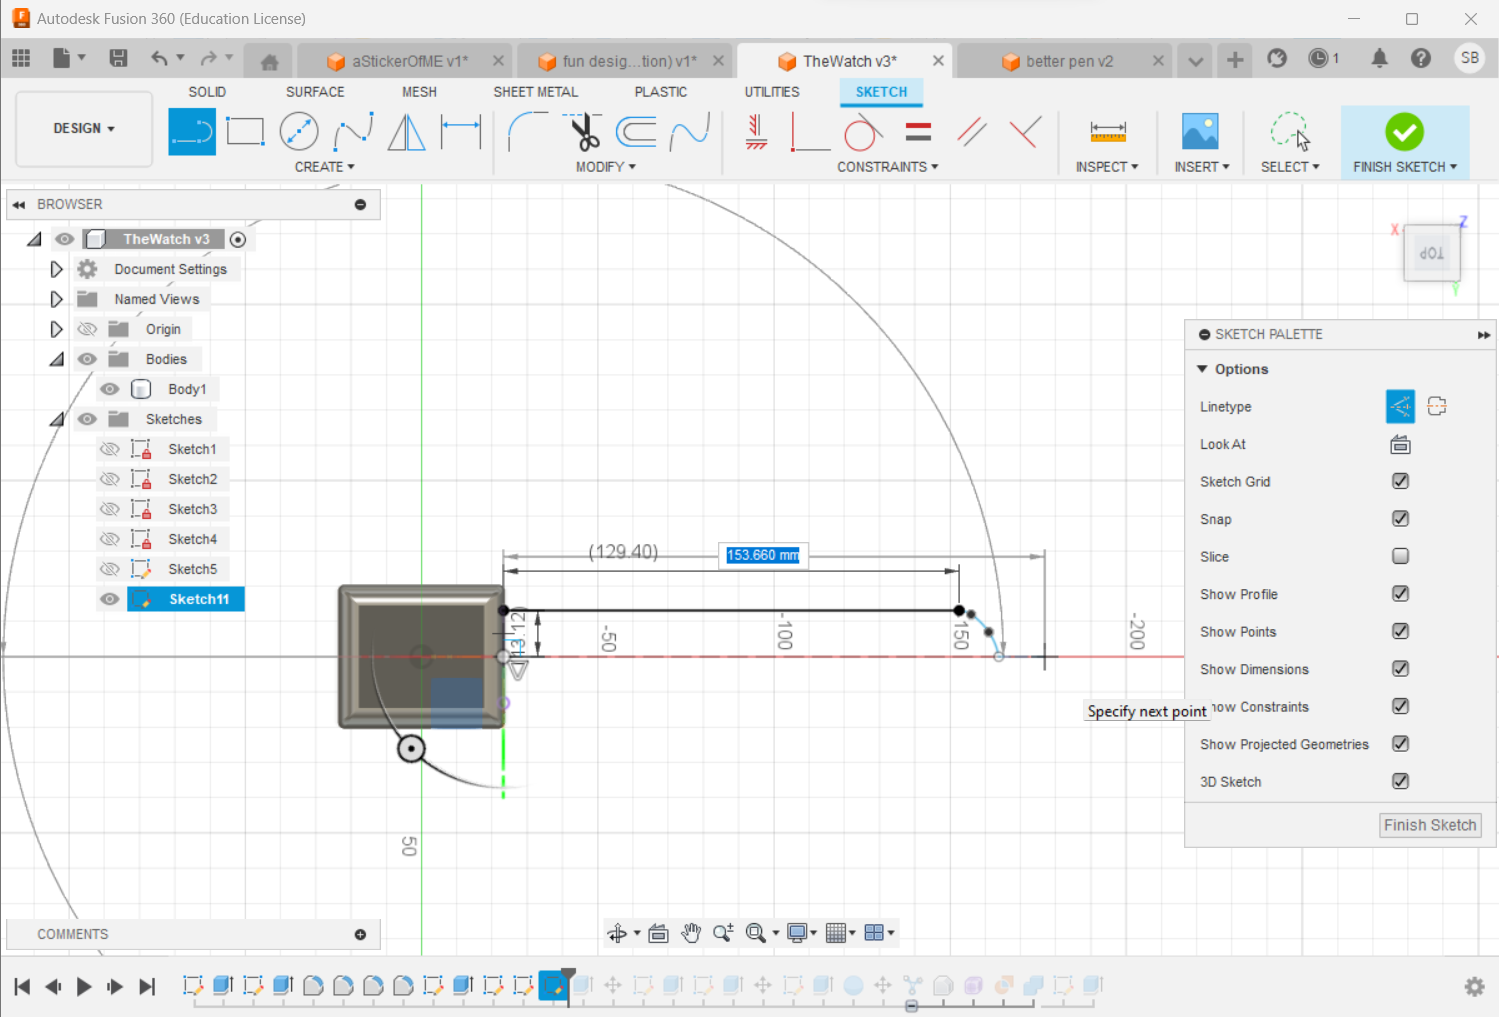 Autodesk Fusion 360 (Education License)
aStickerOfME v1*
fun desig...tion) v1*
TheWatch v3*
better pen v2
1
SB
SOLID
SURFACE
MESH
SHEET METAL
PLASTIC
UTILITIES
SKETCH
DESIGN
CREATE
MODIFY
CONSTRAINTS
INSPECT
INSERT
SELECT
FINISH SKETCH
BROWSER
TheWatch v3
Document Settings
Named Views
Origin
Bodies
Body1
Sketches
Sketch1
Sketch2
Sketch3
Sketch4
Sketch5
Sketch11
X
Z
TOP
Y
(129.40)
153.660 mm
-50
-100
150
-200
50
Specify next point
SKETCH PALETTE
Options
Linetype
Look At
Sketch Grid
Snap
Slice
Show Profile
Show Points
Show Dimensions
how Constraints
Show Projected Geometries
3D Sketch
Finish Sketch
COMMENTS